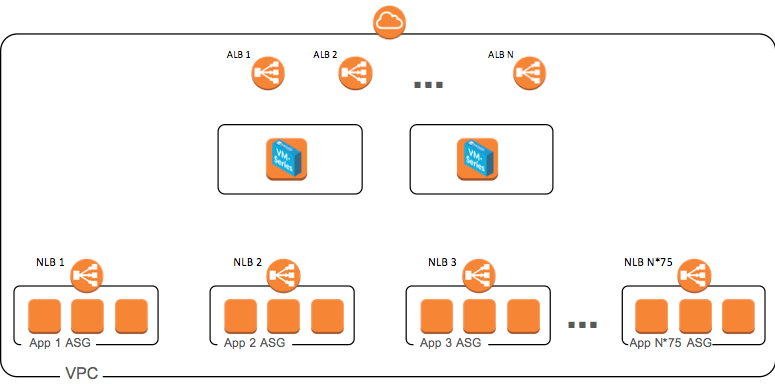 ALB 1
ALB 2
ALB N
VM-
Series
VM-
Series
NLB 1
NLB 2
NLB 3
NLB N*75
App 1 ASG
App 2 ASG
App 3 ASG
App N*75 ASG
VPC